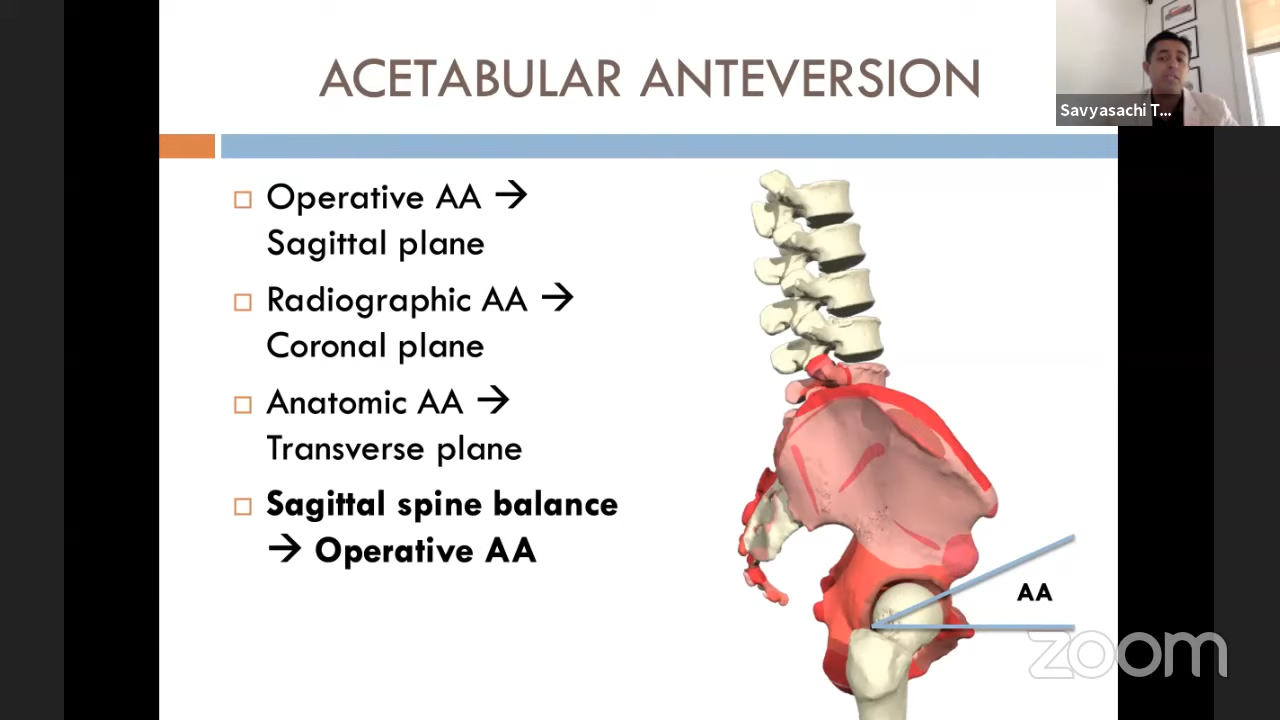 ACETABULAR ANTEVERSION
Savyasachi T...
Operative AA →
Sagittal plane
Radiographic AA →
Coronal plane
Anatomic AA →
Transverse plane
Sagittal spine balance
→ Operative AA
AA
zoom